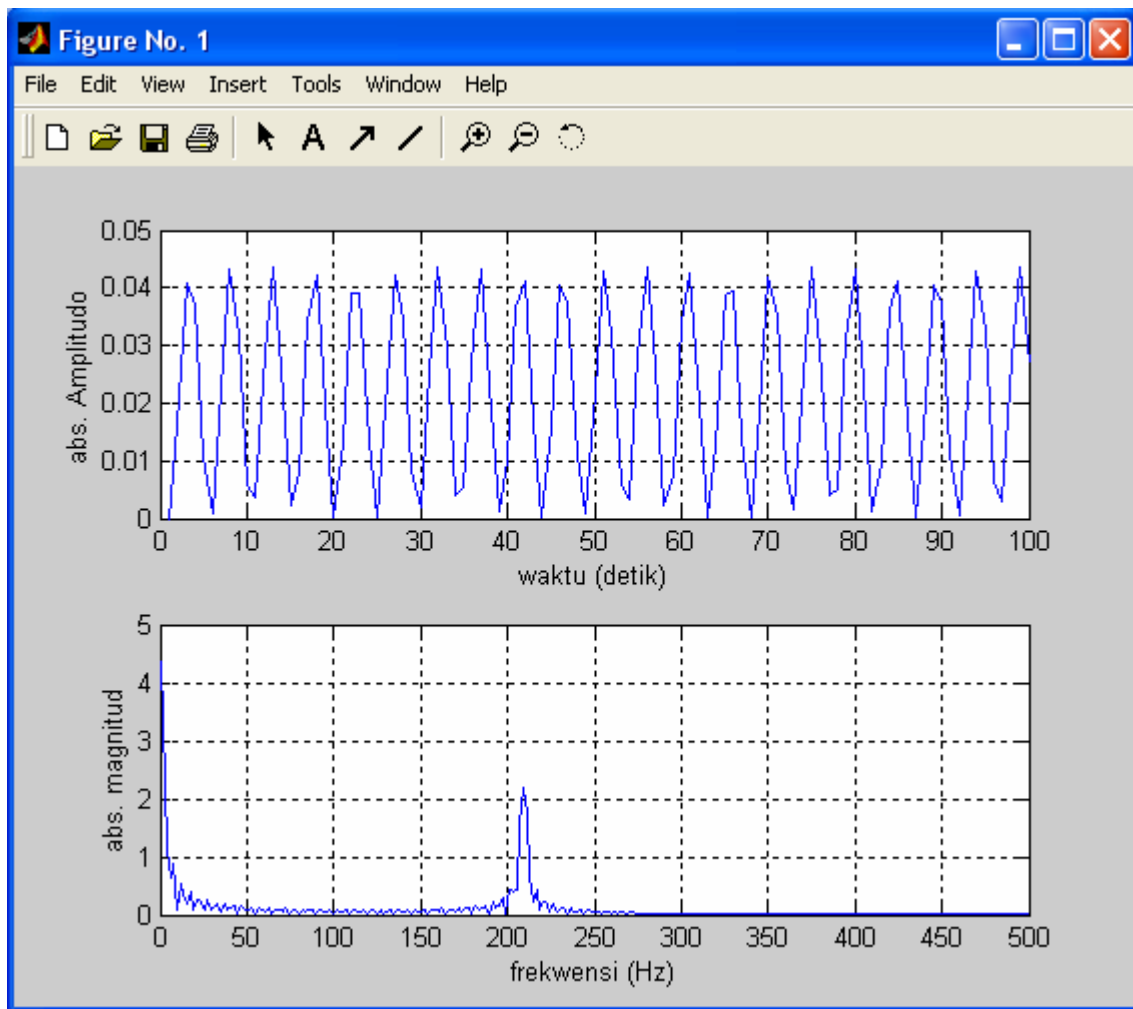 Figure No. 1
File Edit View Insert Tools Window Help
A
0.05
0.04
0.03
0.02
0.01
0
abs. Amplitudo
0 10 20 30 40 50 60 70 80 90 100
waktu (detik)
5
4
3
2
1
0
abs. magnitud
0 50 100 150 200 250 300 350 400 450 500
frekwensi (Hz)